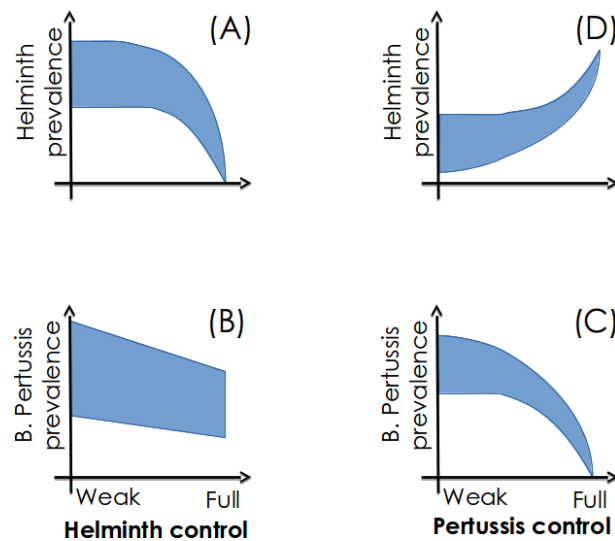 (A)
Helminth
prevalence
(D)
Helminth
prevalence
(B)
B. Pertussis
prevalence
Weak
Full
Helminth control
(C)
B. Pertussis
prevalence
Weak
Full
Pertussis control